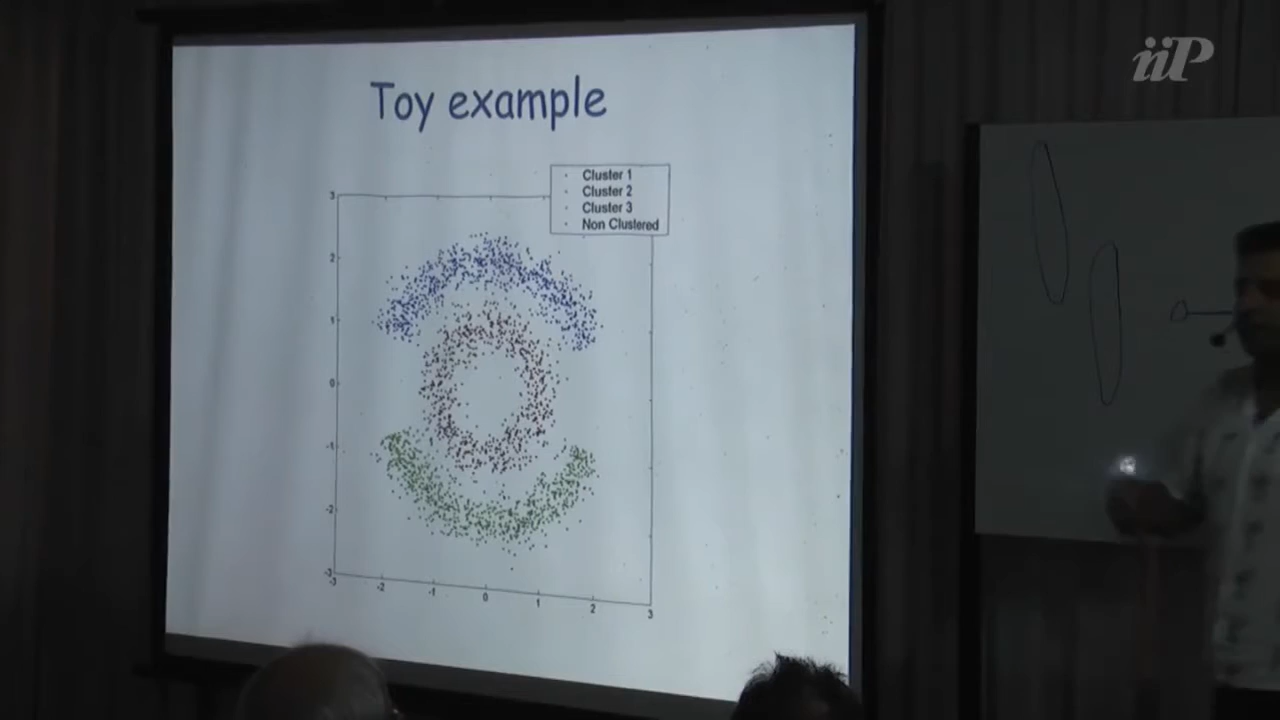 iiP
Toy example
Cluster 1
Cluster 2
Cluster 3
Non Clustered
3
2
1
0
-1
-2
-3
-3
-2
-1
0
1
2
3